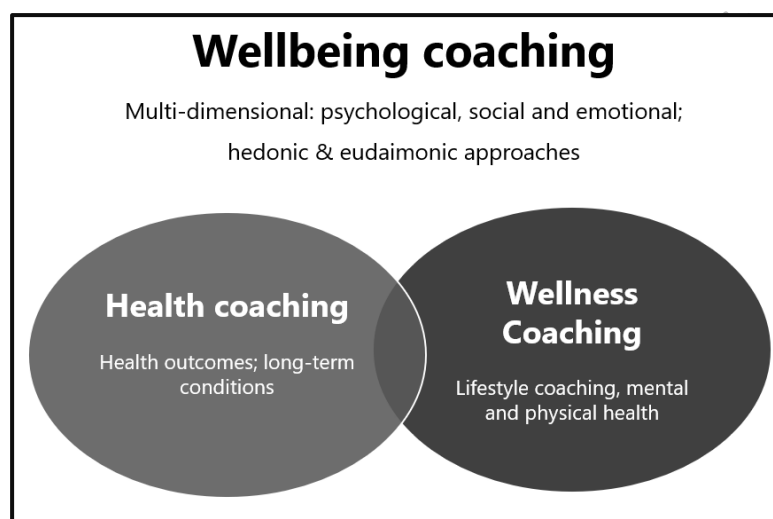 Wellbeing coaching
Multi-dimensional: psychological, social and emotional;
hedonic & eudaimonic approaches
Health coaching
Health outcomes; long-term
conditions
Wellness
Coaching
Lifestyle coaching, mental
and physical health